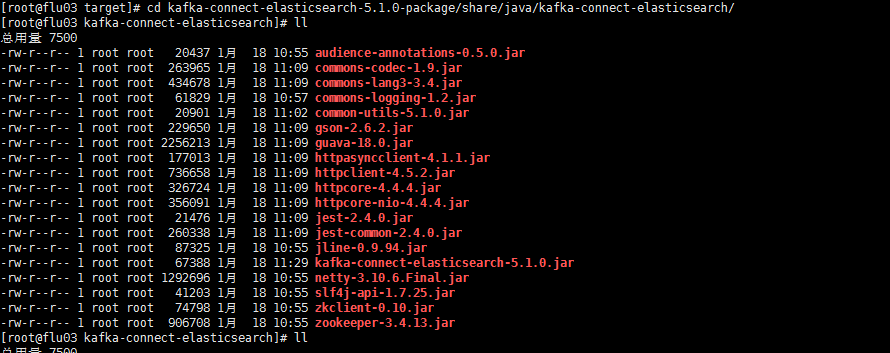 [root@flu03 target]# cd kafka-connect-elasticsearch-5.1.0-package/share/java/kafka-connect-elasticsearch/
[root@flu03 kafka-connect-elasticsearch]# ll
总用量 7500
-rw-r--r-- 1 root root   20437 1月  18 10:55 audience-annotations-0.5.0.jar
-rw-r--r-- 1 root root  263965 1月  18 11:09 commons-codec-1.9.jar
-rw-r--r-- 1 root root  434678 1月  18 11:09 commons-lang3-3.4.jar
-rw-r--r-- 1 root root   61829 1月  18 10:57 commons-logging-1.2.jar
-rw-r--r-- 1 root root   20901 1月  18 11:02 common-utils-5.1.0.jar
-rw-r--r-- 1 root root  229650 1月  18 11:09 gson-2.6.2.jar
-rw-r--r-- 1 root root 2256213 1月  18 11:09 guava-18.0.jar
-rw-r--r-- 1 root root  177013 1月  18 11:09 httpasyncclient-4.1.1.jar
-rw-r--r-- 1 root root  736658 1月  18 11:09 httpclient-4.5.2.jar
-rw-r--r-- 1 root root  326724 1月  18 11:09 httpcore-4.4.4.jar
-rw-r--r-- 1 root root  356091 1月  18 11:09 httpcore-nio-4.4.4.jar
-rw-r--r-- 1 root root   21476 1月  18 11:09 jest-2.4.0.jar
-rw-r--r-- 1 root root  260338 1月  18 11:09 jest-common-2.4.0.jar
-rw-r--r-- 1 root root   87325 1月  18 10:55 jline-0.9.94.jar
-rw-r--r-- 1 root root   67388 1月  18 11:29 kafka-connect-elasticsearch-5.1.0.jar
-rw-r--r-- 1 root root 1292696 1月  18 10:55 netty-3.10.6.Final.jar
-rw-r--r-- 1 root root   41203 1月  18 10:55 slf4j-api-1.7.25.jar
-rw-r--r-- 1 root root   74798 1月  18 10:55 zkclient-0.10.jar
-rw-r--r-- 1 root root  906708 1月  18 10:55 zookeeper-3.4.13.jar
[root@flu03 kafka-connect-elasticsearch]# ll
总用量 7500